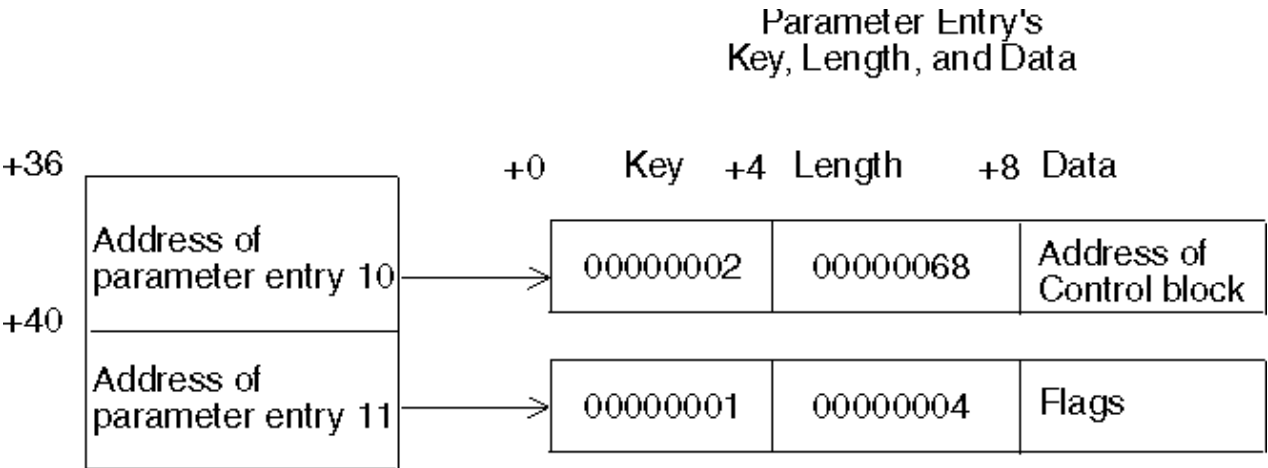 Parameter Entry's
Key, Length, and Data
+36
+0 Key +4 Length +8 Data
Address of
parameter entry 10
00000002 00000068 Address of
Control block
+40
Address of
parameter entry 11
00000001 00000004 Flags